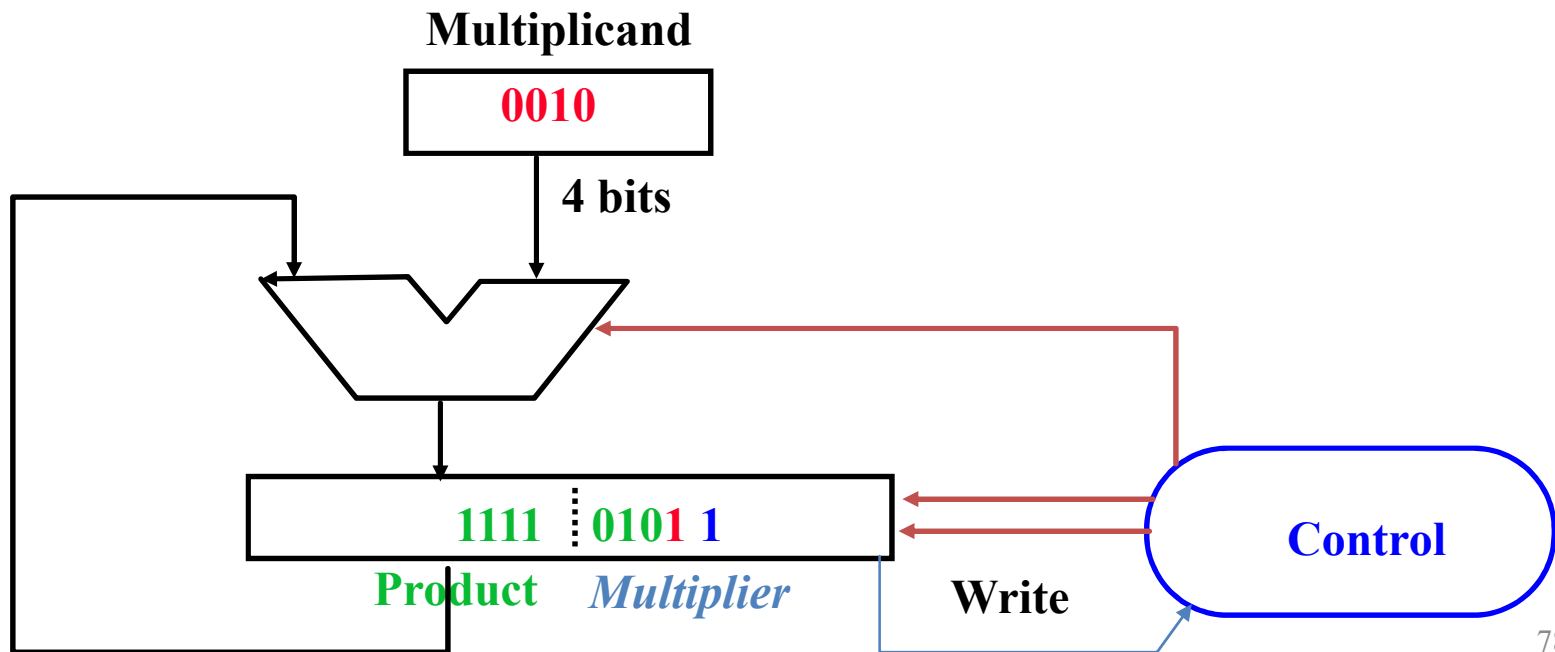 Multiplicand
0010
4 bits
1111 0101 1
Control
Product Multiplier
Write